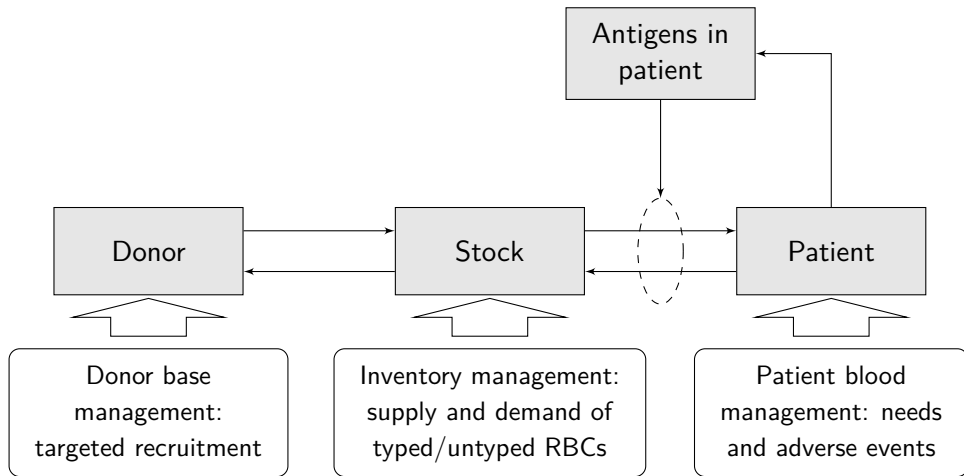 Antigens in
patient
Donor
Stock
Patient
Donor base
management:
targeted recruitment
Inventory management:
supply and demand of
typed/untyped RBCs
Patient blood
management: needs
and adverse events